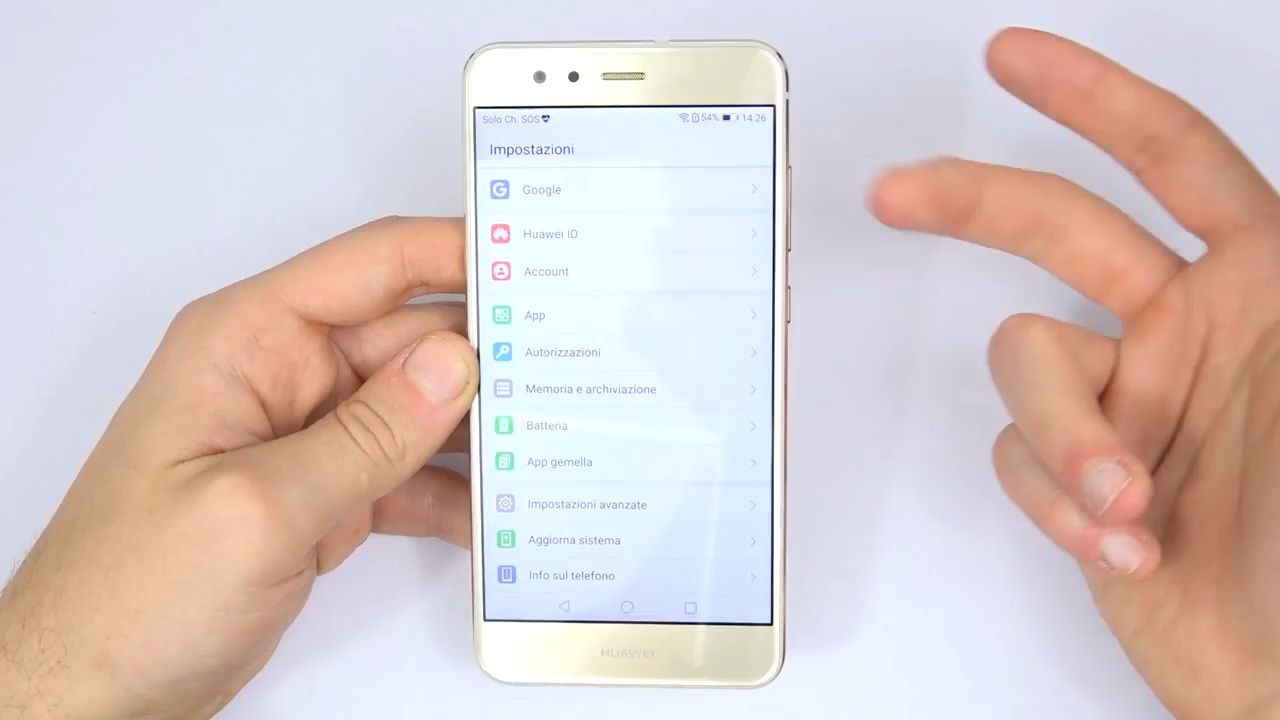 Solo Ch. SOS 54% 14:26
Impostazioni
Google
Huawei ID
Account
App
Autorizzazioni
Memoria e archiviazione
Batteria
App gemella
Impostazioni avanzate
Aggiorna sistema
Info sul telefono
HUAWEI